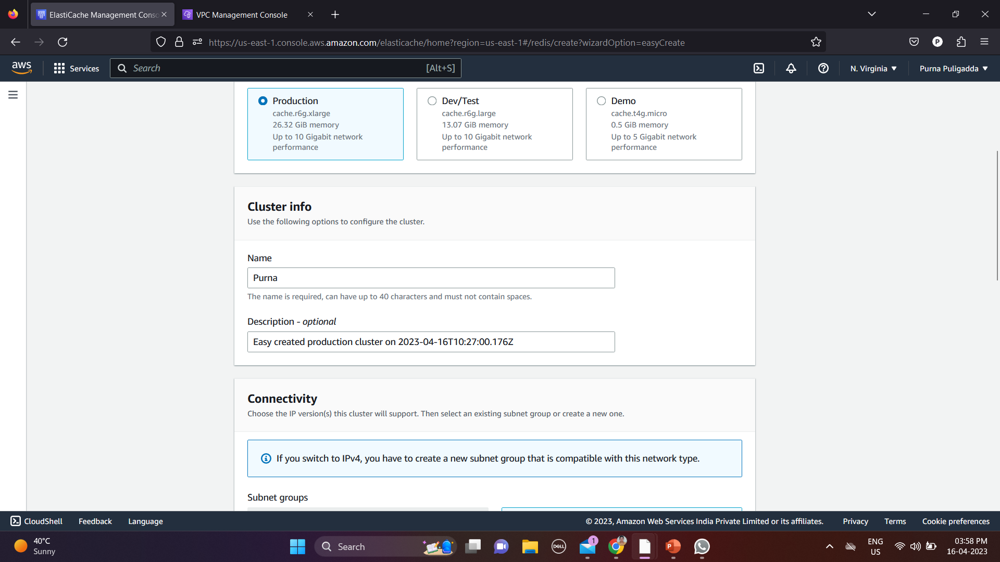 ElastiCache Management Conso
VPC Management Console
https://us-east-1.console.aws.amazon.com/elasticache/home?region=us-east-1#/redis/create?wizardOption=easyCreate
P
aws
Services
Search
[Alt+S]
N. Virginia
Purna Puligadda
Production
cache.r6g.xlarge
26.32 GiB memory
Up to 10 Gigabit network
performance
Dev/Test
cache.r6g.large
13.07 GiB memory
Up to 10 Gigabit network
performance
Demo
cache.t4g.micro
0.5 GiB memory
Up to 5 Gigabit network
performance
Cluster info
Use the following options to configure the cluster.
Name
Purna
The name is required, can have up to 40 characters and must not contain spaces.
Description - optional
Easy created production cluster on 2023-04-16T10:27:00.176Z
Connectivity
Choose the IP version(s) this cluster will support. Then select an existing subnet group or create a new one.
If you switch to IPv4, you have to create a new subnet group that is compatible with this network type.
Subnet groups
CloudShell
Feedback
Language
© 2023, Amazon Web Services India Private Limited or its affiliates.
Privacy
Terms
Cookie preferences
40°C
Sunny
Search
DELL
1
P
ENG
US
03:58 PM
16-04-2023